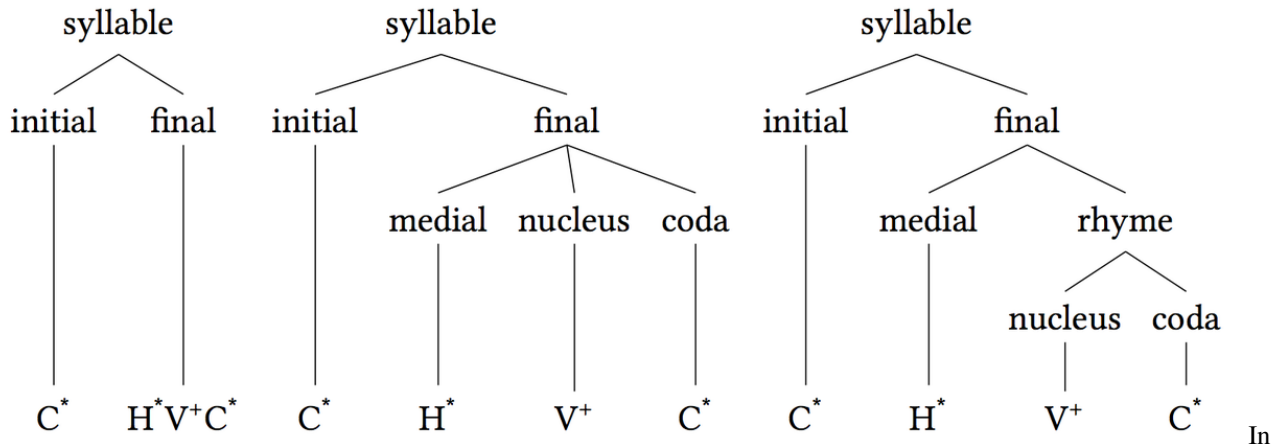 syllable syllable syllable
initial final initial final initial final
medial nucleus coda medial rhyme
nucleus coda
C* H*V⁺C* C* H* V⁺ C* C* H* V⁺ C*
In